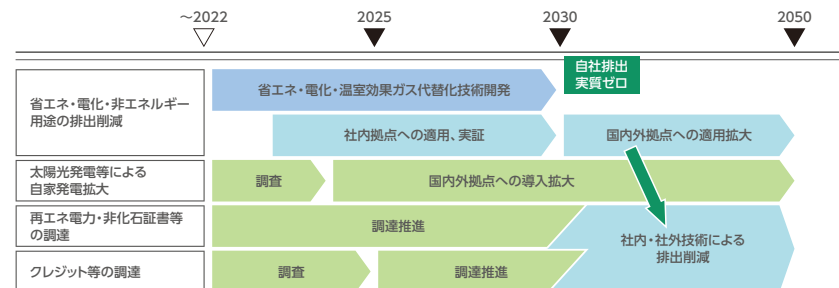 ～2022
2025
2030
2050
自社排出
実質ゼロ
省エネ・電化・非エネルギー
用途の排出削減
省エネ・電化・温室効果ガス代替化技術開発
社内拠点への適用、実証
国内外拠点への適用拡大
太陽光発電等による
自家発電拡大
調査
国内外拠点への導入拡大
再エネ電力・非化石証書等
の調達
調達推進
社内・社外技術による
排出削減
クレジット等の調達
調査
調達推進